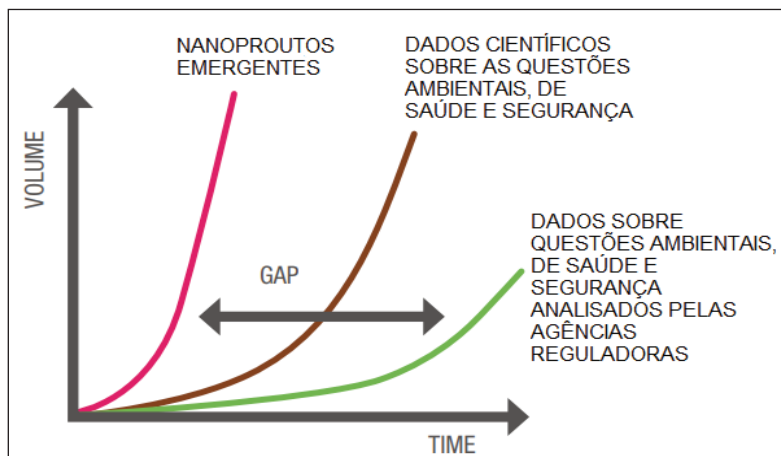 NANOPROUTOS
EMERGENTES
DADOS CIENTÍFICOS
SOBRE AS QUESTÕES
AMBIENTAIS, DE
SAÚDE E SEGURANÇA
VOLUME
GAP
DADOS SOBRE
QUESTÕES AMBIENTAIS,
DE SAÚDE E
SEGURANÇA
ANALISADOS PELAS
AGÊNCIAS
REGULADORAS
TIME